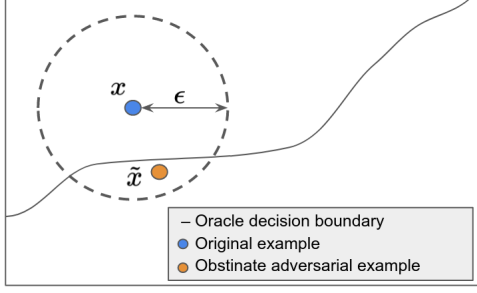 x
ϵ
x̃
– Oracle decision boundary
Original example
Obstinate adversarial example